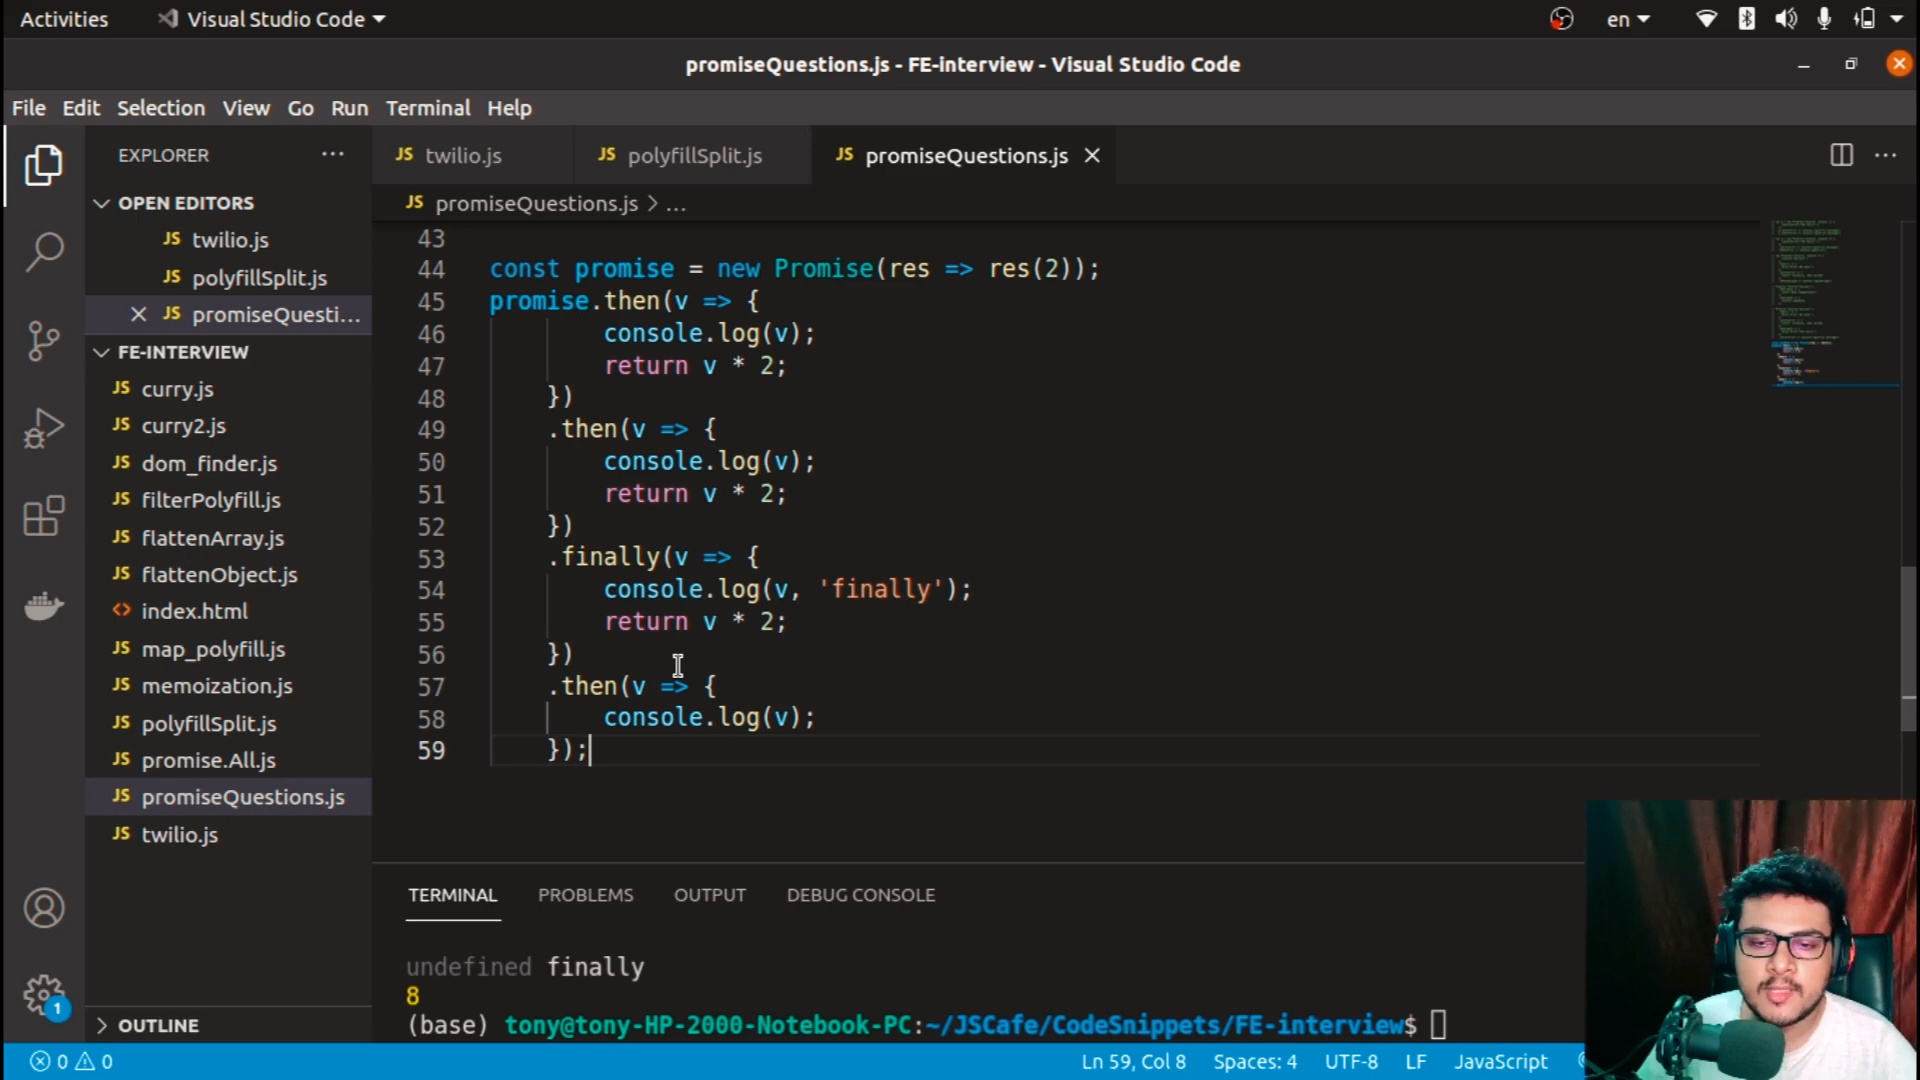 Activities
Visual Studio Code
en
promiseQuestions.js - FE-interview - Visual Studio Code
File Edit Selection View Go Run Terminal Help
EXPLORER
OPEN EDITORS
JS twilio.js
JS polyfillSplit.js
JS promiseQuesti...
FE-INTERVIEW
JS curry.js
JS curry2.js
JS dom_finder.js
JS filterPolyfill.js
JS flattenArray.js
JS flattenObject.js
<> index.html
JS map_polyfill.js
JS memoization.js
JS polyfillSplit.js
JS promise.All.js
JS promiseQuestions.js
JS twilio.js
OUTLINE
1
JS twilio.js JS polyfillSplit.js JS promiseQuestions.js
JS promiseQuestions.js > ...
43
44 const promise = new Promise(res => res(2));
45 promise.then(v => {
46 console.log(v);
47 return v * 2;
48 })
49 .then(v => {
50 console.log(v);
51 return v * 2;
52 })
53 .finally(v => {
54 console.log(v, 'finally');
55 return v * 2;
56 })
57 .then(v => {
58 console.log(v);
59 });
TERMINAL PROBLEMS OUTPUT DEBUG CONSOLE
undefined finally
8
(base) tony@tony-HP-2000-Notebook-PC:~/JSCafe/CodeSnippets/FE-interview$
0 0
Ln 59, Col 8 Spaces: 4 UTF-8 LF JavaScript